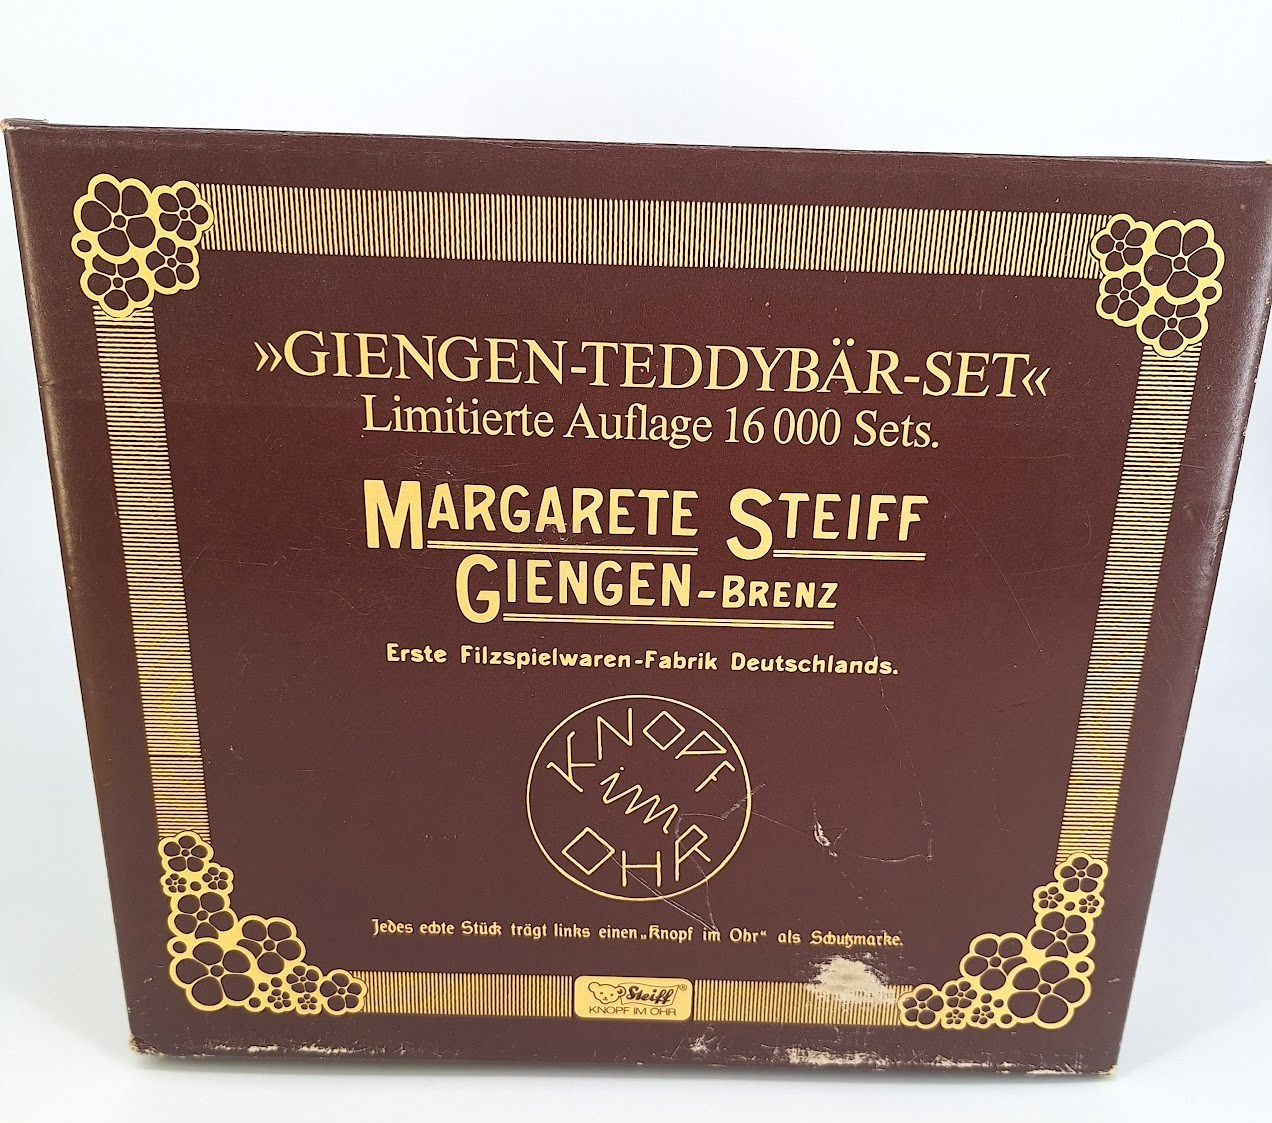 »GIENGEN-TEDDYBÄR-SET«
Limitierte Auflage 16 000 Sets.
MARGARETE STEIFF
GIENGEN-BRENZ
Erste Filzspielwaren-Fabrik Deutschlands.
KNOPF
im
OHR
Jedes echte Stück trägt links einen „Knopf im Ohr“ als Schutzmarke.
Steiff®
KNOPF IM OHR